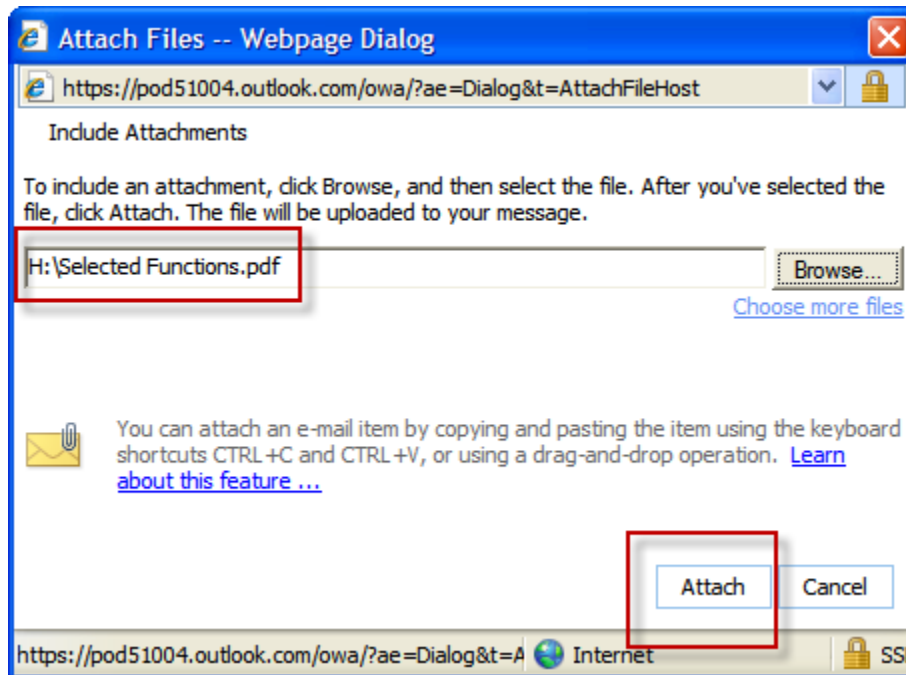 Attach Files -- Webpage Dialog
https://pod51004.outlook.com/owa/?ae=Dialog&t=AttachFileHost
Include Attachments
To include an attachment, click Browse, and then select the file. After you've selected the
file, click Attach. The file will be uploaded to your message.
H:\Selected Functions.pdf
Browse...
Choose more files
You can attach an e-mail item by copying and pasting the item using the keyboard
shortcuts CTRL+C and CTRL+V, or using a drag-and-drop operation. Learn
about this feature ...
Attach Cancel
https://pod51004.outlook.com/owa/?ae=Dialog&t=A Internet SS